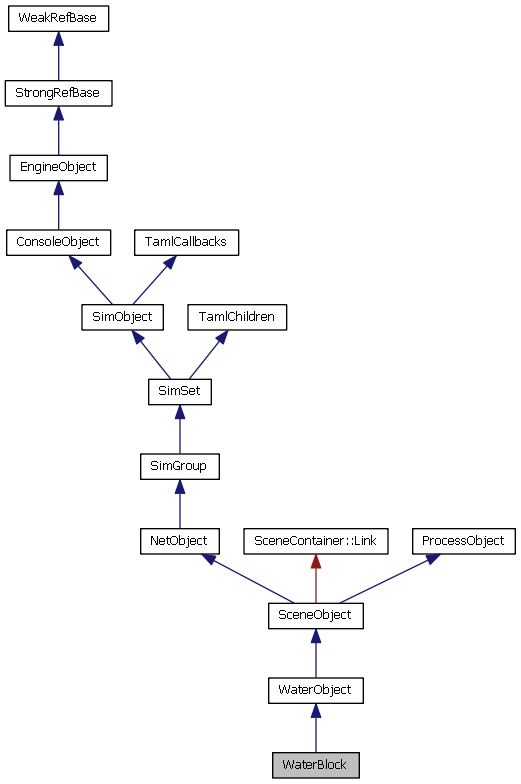 WeakRefBase
StrongRefBase
EngineObject
ConsoleObject
TamlCallbacks
SimObject
TamlChildren
SimSet
SimGroup
NetObject
SceneContainer::Link
ProcessObject
SceneObject
WaterObject
WaterBlock